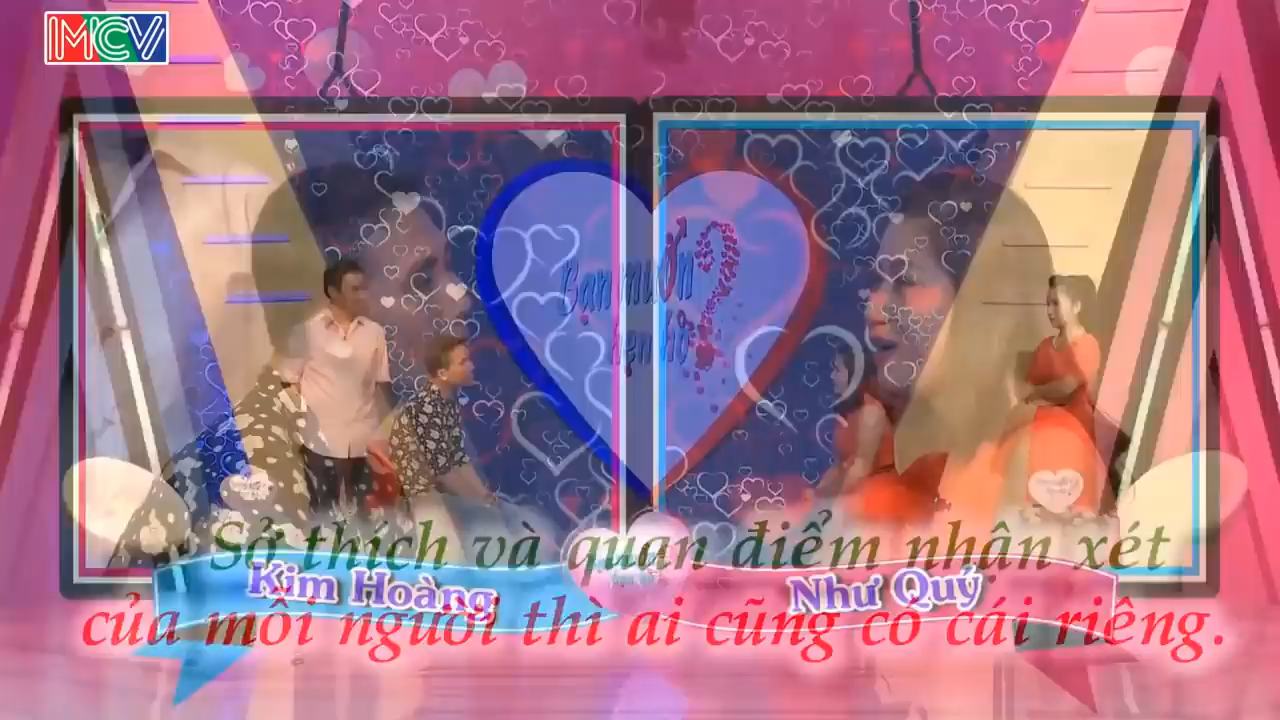 MCV
Bạn muốn
hẹn hò
Sở thích và quan điểm nhận xét
Kim Hoàng
Như Quý
của mỗi người thì ai cũng có cái riêng.